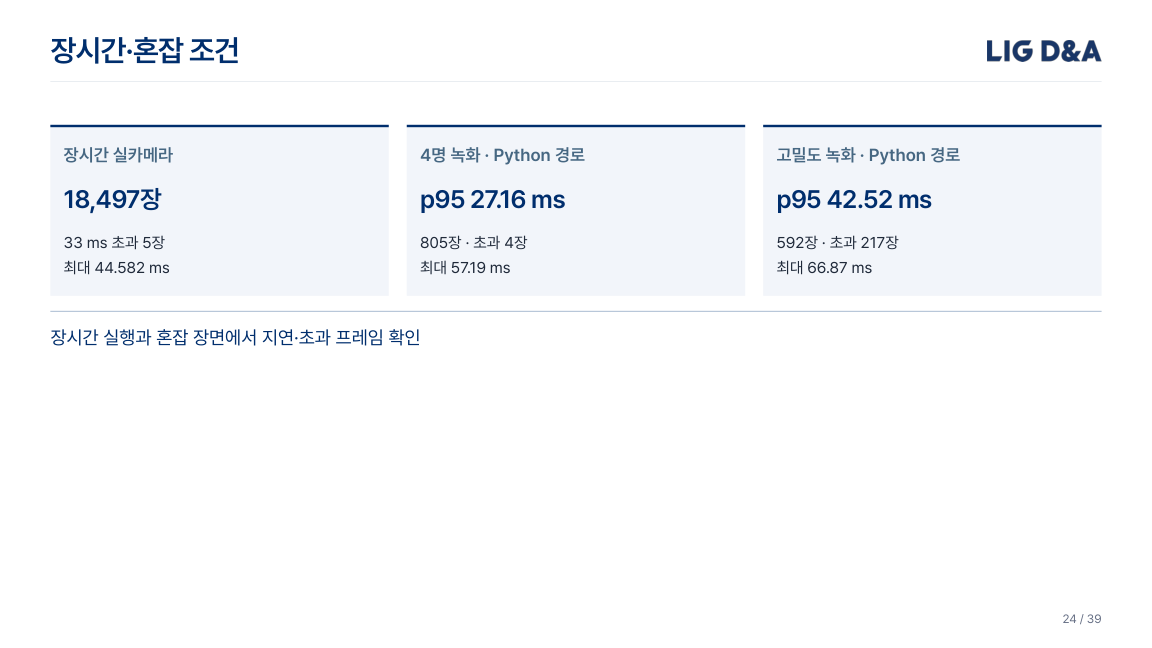 장시간·혼잡 조건
LIG D&A
장시간 실카메라
18,497장
33 ms 초과 5장
최대 44.582 ms
4명 녹화 · Python 경로
p95 27.16 ms
805장 · 초과 4장
최대 57.19 ms
고밀도 녹화 · Python 경로
p95 42.52 ms
592장 · 초과 217장
최대 66.87 ms
장시간 실행과 혼잡 장면에서 지연·초과 프레임 확인
24 / 39